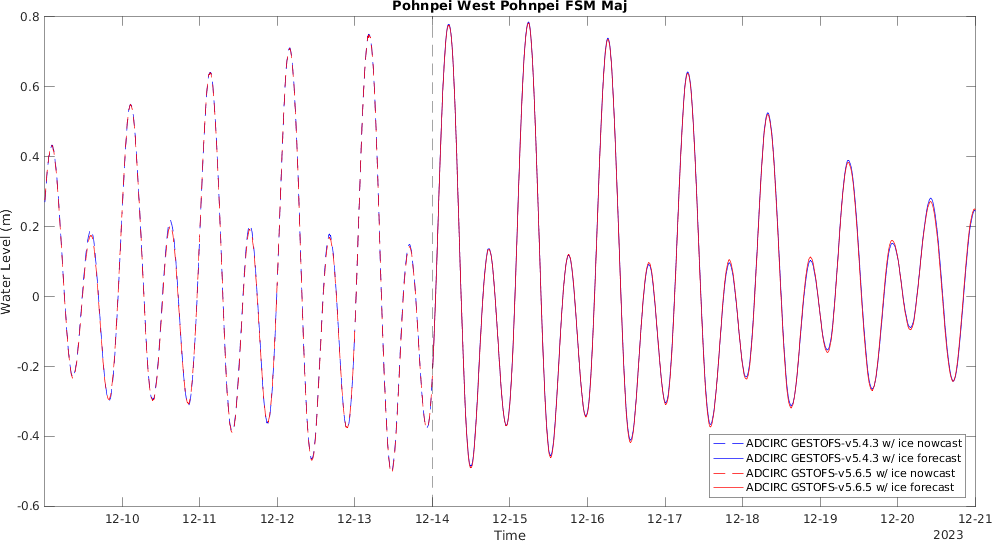 Pohnpei West Pohnpei FSM Maj
0.8
0.6
0.4
0.2
0
-0.2
-0.4
-0.6
Water Level (m)
ADCIRC GESTOFS-v5.4.3 w/ ice nowcast
ADCIRC GESTOFS-v5.4.3 w/ ice forecast
ADCIRC GSTOFS-v5.6.5 w/ ice nowcast
ADCIRC GSTOFS-v5.6.5 w/ ice forecast
12-10 12-11 12-12 12-13 12-14 12-15 12-16 12-17 12-18 12-19 12-20 12-21
Time
2023